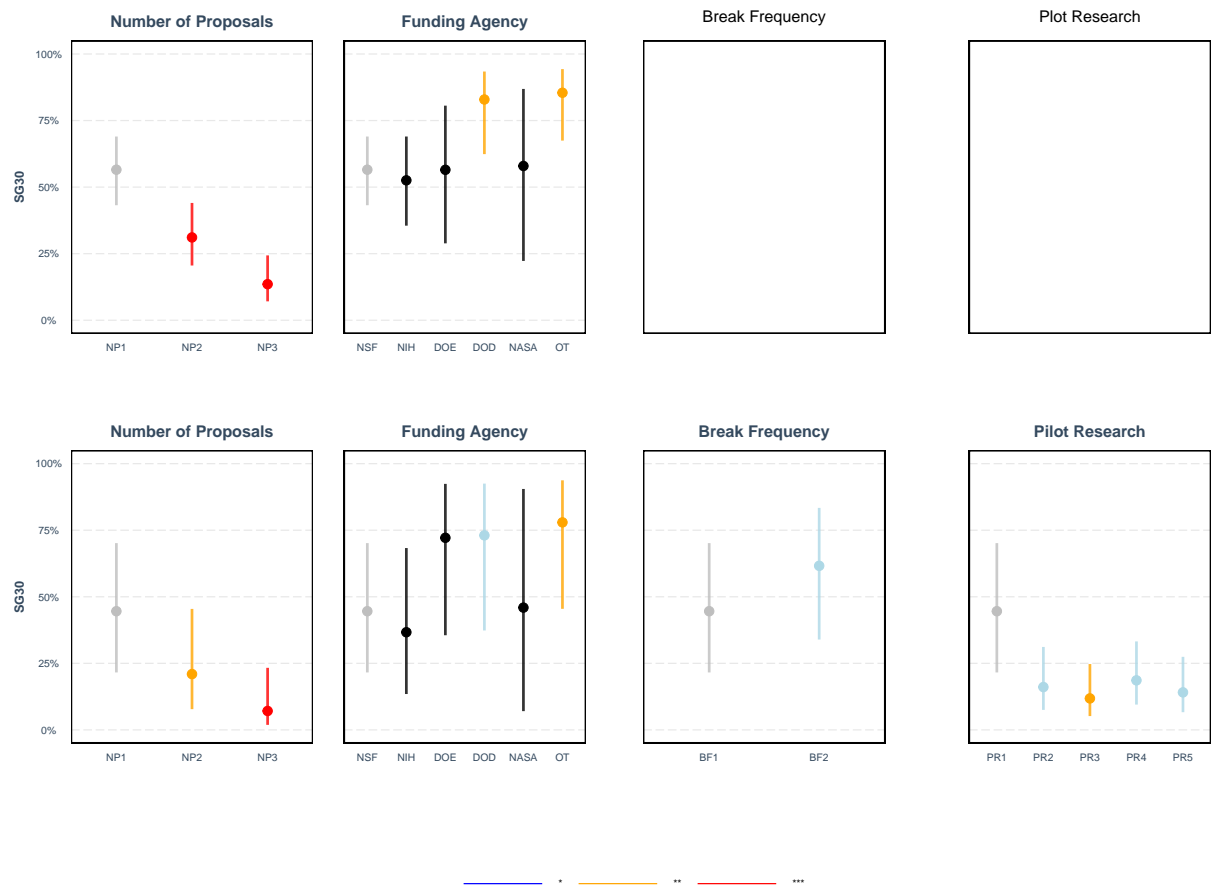 Number of Proposals
Funding Agency
Break Frequency
Plot Research
SG30
100%
75%
50%
25%
0%
NP1 NP2 NP3
NSF NIH DOE DOD NASA OT
Number of Proposals
Funding Agency
Break Frequency
Pilot Research
SG30
100%
75%
50%
25%
0%
NP1 NP2 NP3
NSF NIH DOE DOD NASA OT
BF1 BF2
PR1 PR2 PR3 PR4 PR5
* ** ***